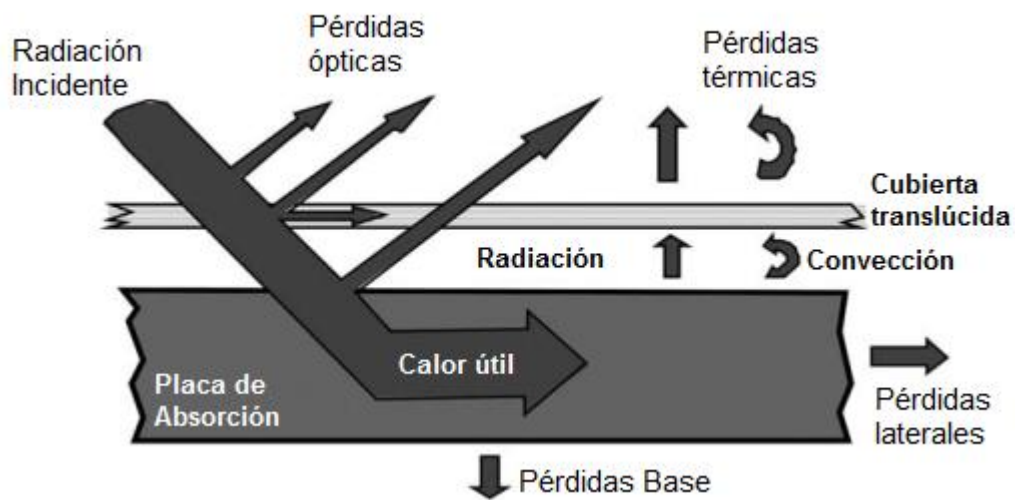 Radiación
Incidente
Pérdidas
ópticas
Pérdidas
térmicas
Cubierta
translúcida
Radiación
Convección
Calor útil
Placa de
Absorción
Pérdidas
laterales
Pérdidas Base